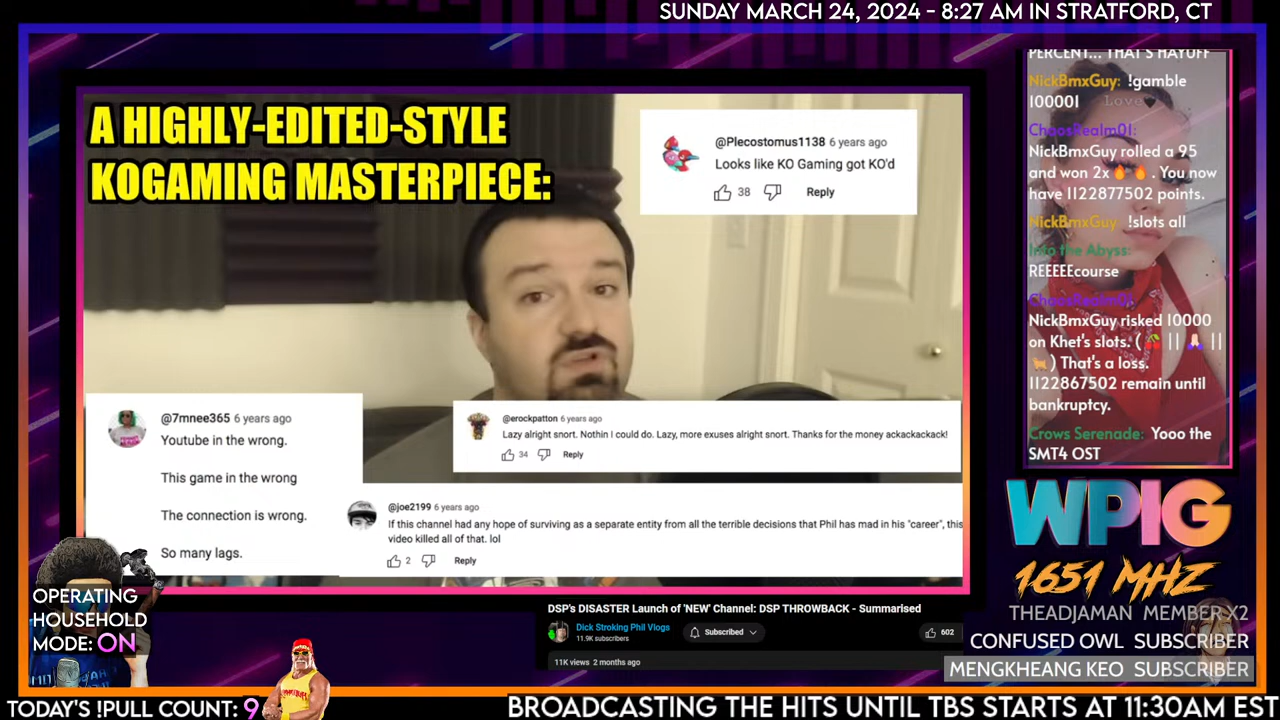 SUNDAY MARCH 24, 2024 - 8:27 AM IN STRATFORD, CT
A HIGHLY-EDITED-STYLE
KOGAMING MASTERPIECE:
@Plecostomus1138 6 years ago
Looks like KO Gaming got KO'd
38 Reply
@7mnee365 6 years ago
Youtube in the wrong.
This game in the wrong
The connection is wrong.
So many lags.
@erockpatton 6 years ago
Lazy alright snort. Nothin I could do. Lazy, more excuses alright snort. Thanks for the money ackackackack!
34 Reply
@joe2199 6 years ago
If this channel had any hope of surviving as a separate entity from all the terrible decisions that Phil has mad in his "career", this
video killed all of that. lol
2 Reply
PERCENT... THAT'S HAYUFF
NickBmxGuy: !gamble
100001
Love
ChaosRealm01:
NickBmxGuy rolled a 95
and won 2x. You now
have 1122877502 points.
NickBmxGuy !slots all
Into the Abyss:
REEEEcourse
ChaosRealm01:
NickBmxGuy risked 10000
on Khet's slots. ( || ||
) That's a loss.
1122867502 remain until
bankruptcy.
Crows Serenade: Yooo the
SMT4 OST
WPIG
1651 MHZ
THEADJAMAN MEMBER X2
CONFUSED OWL SUBSCRIBER
MENGKHEANG KEO SUBSCRIBER
OPERATING
HOUSEHOLD
MODE: ON
DSP's DISASTER Launch of 'NEW' Channel: DSP THROWBACK - Summarised
Dick Stroking Phil Vlogs
11.9K subscribers
Subscribed
602
11K views 2 months ago
TODAY'S !PULL COUNT: 9
BROADCASTING THE HITS UNTIL TBS STARTS AT 11:30AM EST